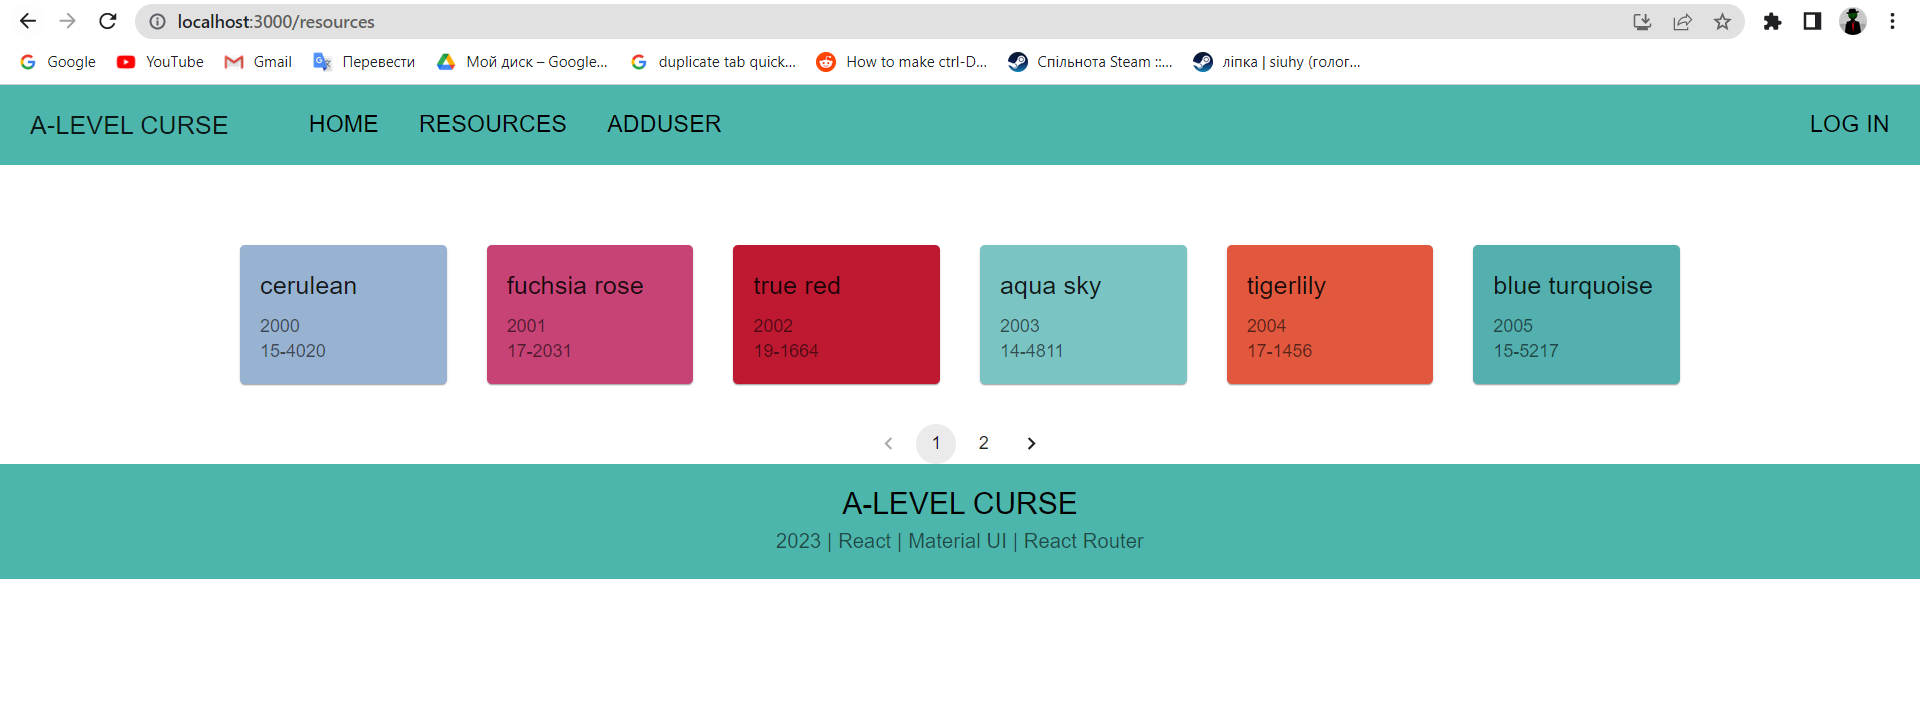 localhost:3000/resources
Google YouTube Gmail Перевести Мой диск – Google... duplicate tab quick... How to make ctrl-D... Спільнота Steam ::... ліпка | siuhy (голог...
A-LEVEL CURSE HOME RESOURCES ADDUSER LOG IN
cerulean
2000
15-4020
fuchsia rose
2001
17-2031
true red
2002
19-1664
aqua sky
2003
14-4811
tigerlily
2004
17-1456
blue turquoise
2005
15-5217
1 2
A-LEVEL CURSE
2023 | React | Material UI | React Router